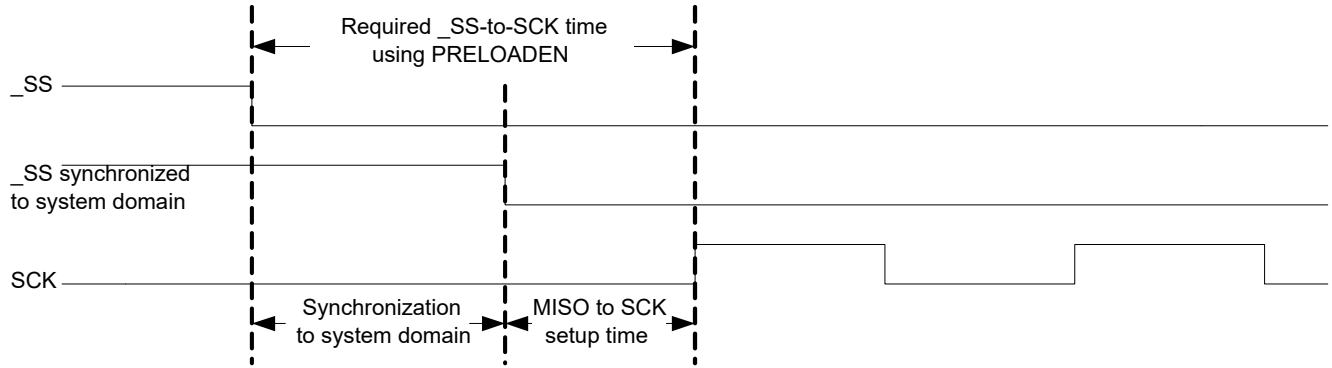 Required _SS-to-SCK time
using PRELOADEN
_SS
_SS synchronized
to system domain
SCK
Synchronization
to system domain
MISO to SCK
setup time